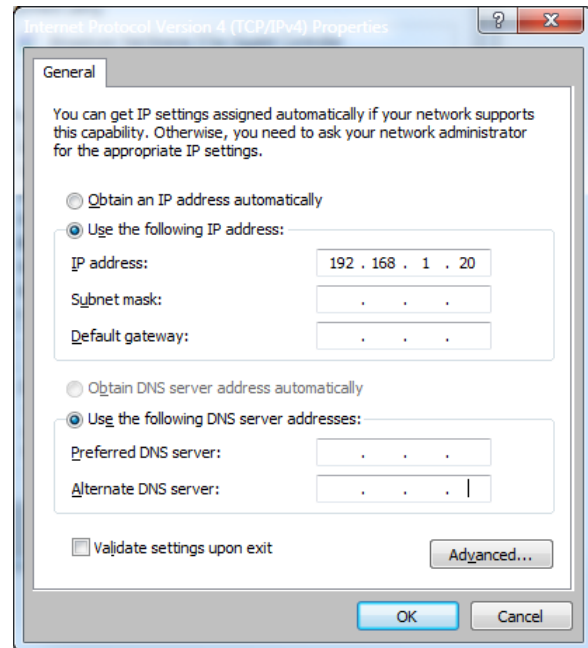 Internet Protocol Version 4 (TCP/IPv4) Properties
General
You can get IP settings assigned automatically if your network supports
this capability. Otherwise, you need to ask your network administrator
for the appropriate IP settings.
Obtain an IP address automatically
Use the following IP address:
IP address: 192 . 168 . 1 . 20
Subnet mask: . . .
Default gateway: . . .
Obtain DNS server address automatically
Use the following DNS server addresses:
Preferred DNS server: . . .
Alternate DNS server: . . .
Validate settings upon exit
Advanced...
OK Cancel